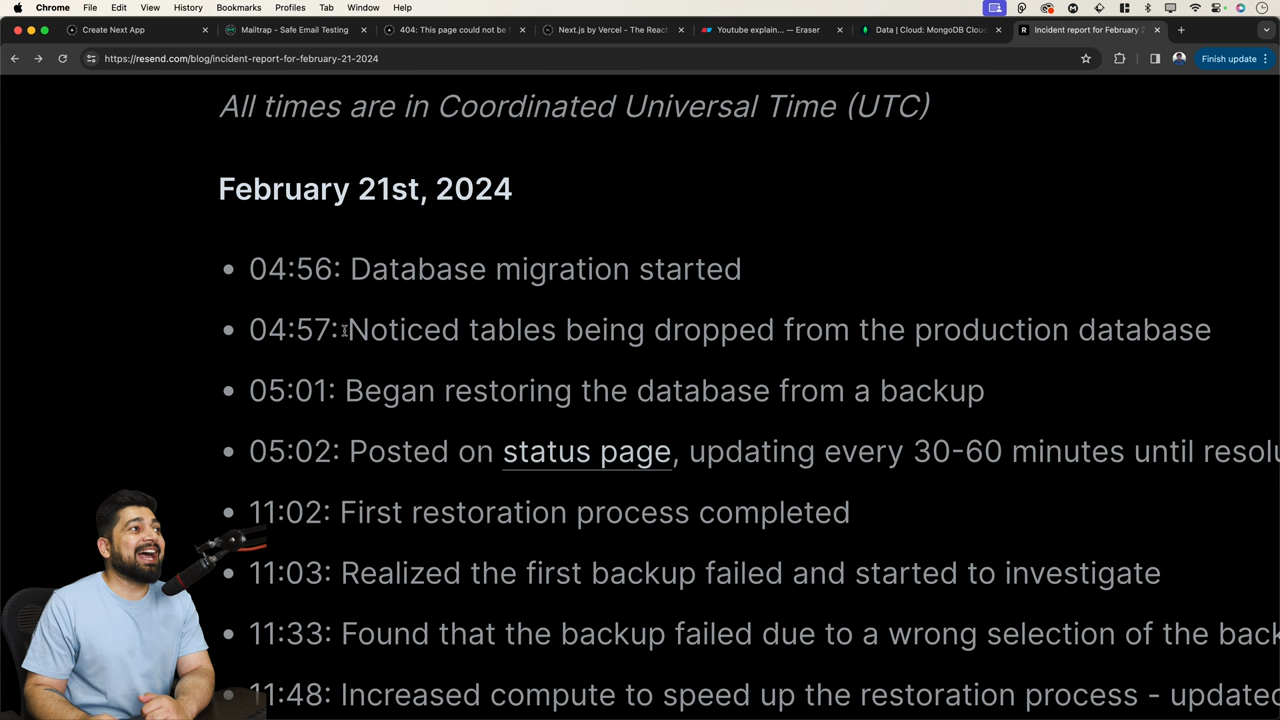 Chrome File Edit View History Bookmarks Profiles Tab Window Help
Create Next App
Mailtrap - Safe Email Testing
404: This page could not be
Next.js by Vercel - The React
Youtube explain... — Eraser
Data | Cloud: MongoDB Cloud
Incident report for February 2
https://resend.com/blog/incident-report-for-february-21-2024
Finish update
All times are in Coordinated Universal Time (UTC)
February 21st, 2024
• 04:56: Database migration started
• 04:57: Noticed tables being dropped from the production database
• 05:01: Began restoring the database from a backup
• 05:02: Posted on status page, updating every 30-60 minutes until
• 11:02: First restoration process completed
• 11:03: Realized the first backup failed and started to investigate
• 11:33: Found that the backup failed due to a wrong selection of the
• 11:48: Increased compute to speed up the restoration process - updated